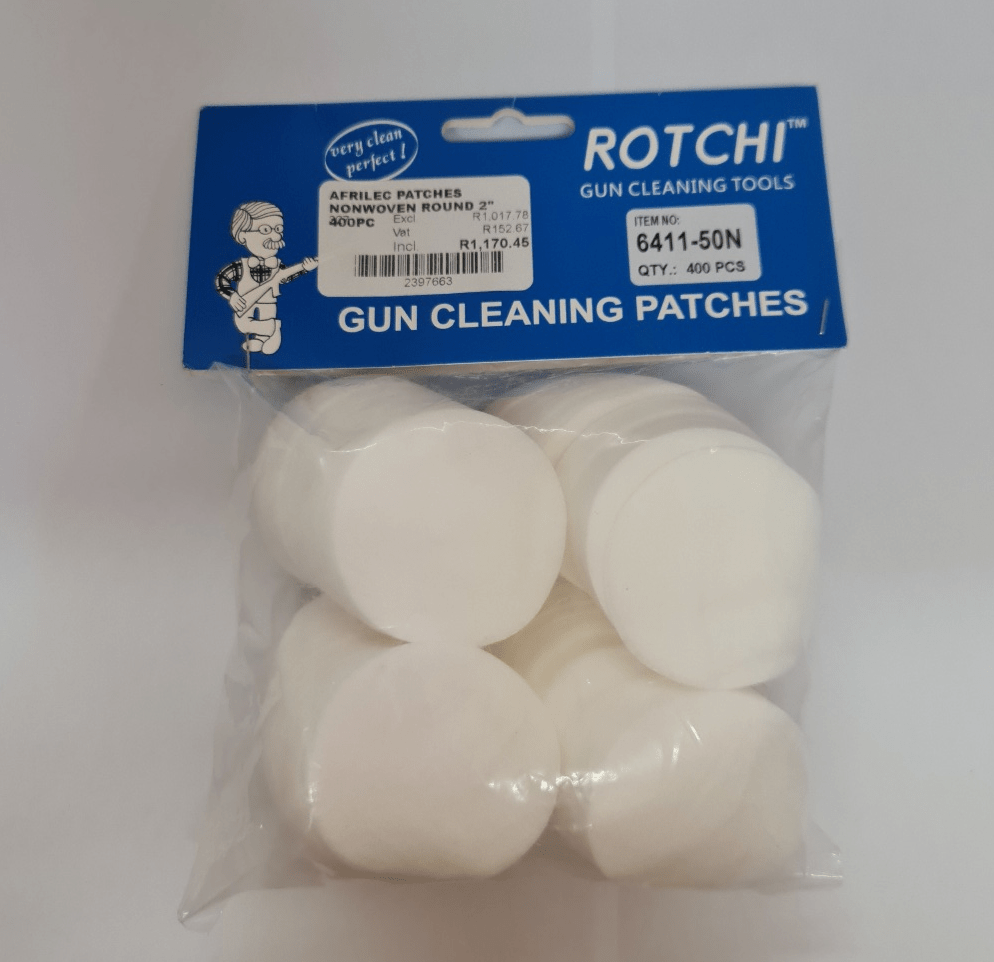 very clean
perfect !
ROTCHI™
GUN CLEANING TOOLS
AFRILEC PATCHES
NONWOVEN ROUND 2"
400PC
Excl R1,017.78
Vat R152.67
Incl. R1,170.45
2397663
ITEM NO:
6411-50N
QTY.: 400 PCS
GUN CLEANING PATCHES